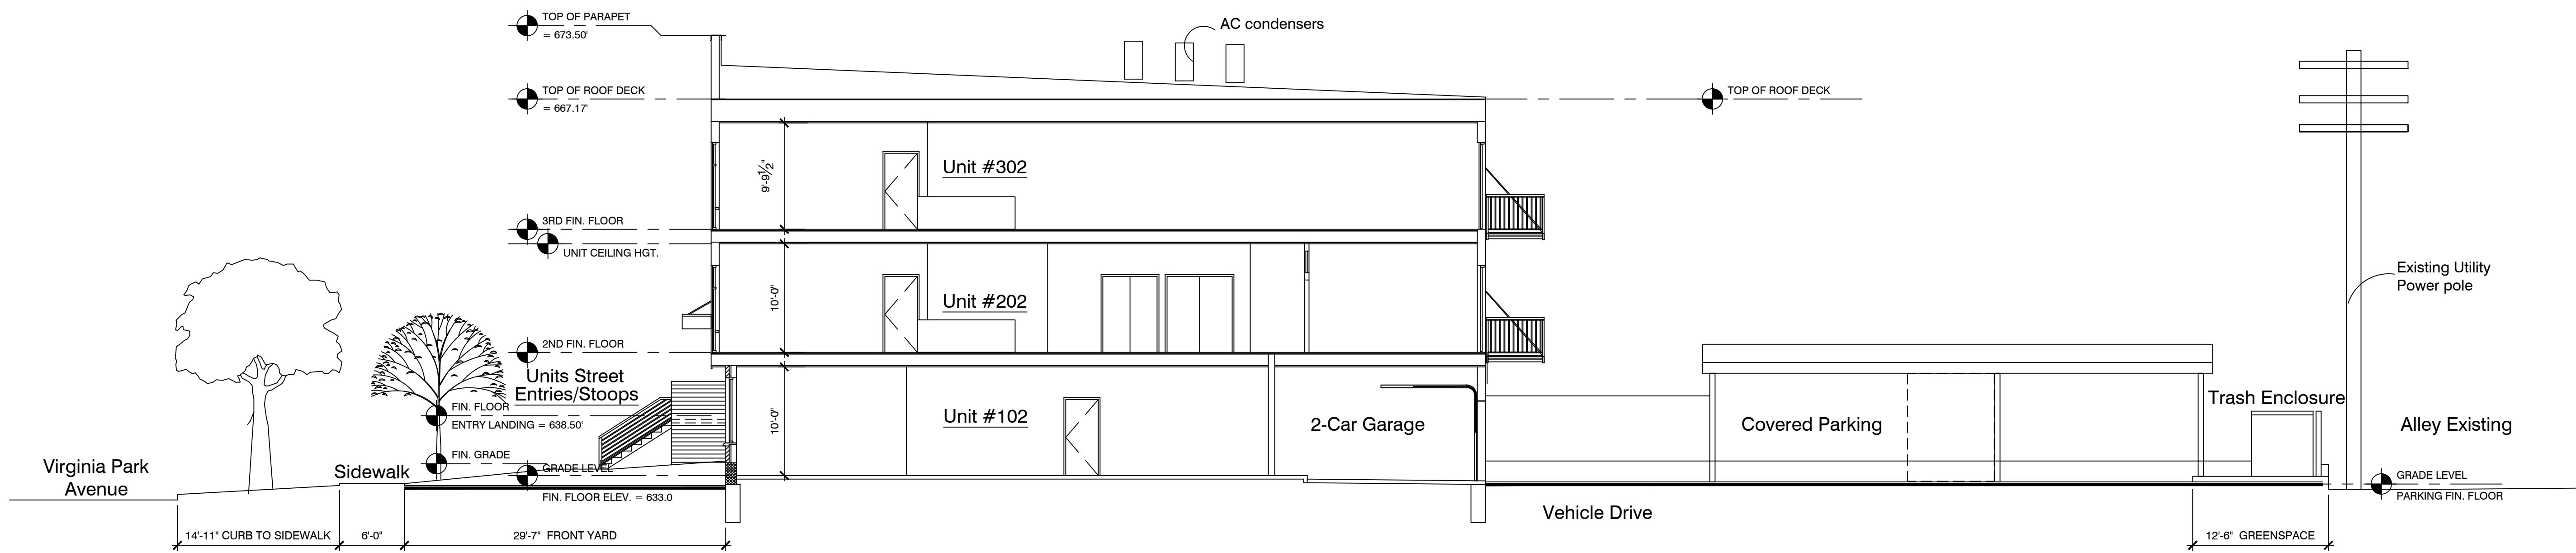 TOP OF PARAPET
= 673.50'
AC condensers
TOP OF ROOF DECK
= 667.17'
TOP OF ROOF DECK
9'-9½"
Unit #302
3RD FIN. FLOOR
UNIT CEILING HGT.
Existing Utility
Power pole
10'-0"
Unit #202
2ND FIN. FLOOR
Units Street
Entries/Stoops
FIN. FLOOR
ENTRY LANDING = 638.50'
10'-0"
Unit #102
2-Car Garage
Covered Parking
Trash Enclosure
Alley Existing
FIN. GRADE
Virginia Park
Avenue
Sidewalk
GRADE LEVEL
FIN. FLOOR ELEV. = 633.0
GRADE LEVEL
PARKING FIN. FLOOR
Vehicle Drive
14'-11" CURB TO SIDEWALK
6'-0"
29'-7" FRONT YARD
12'-6" GREENSPACE